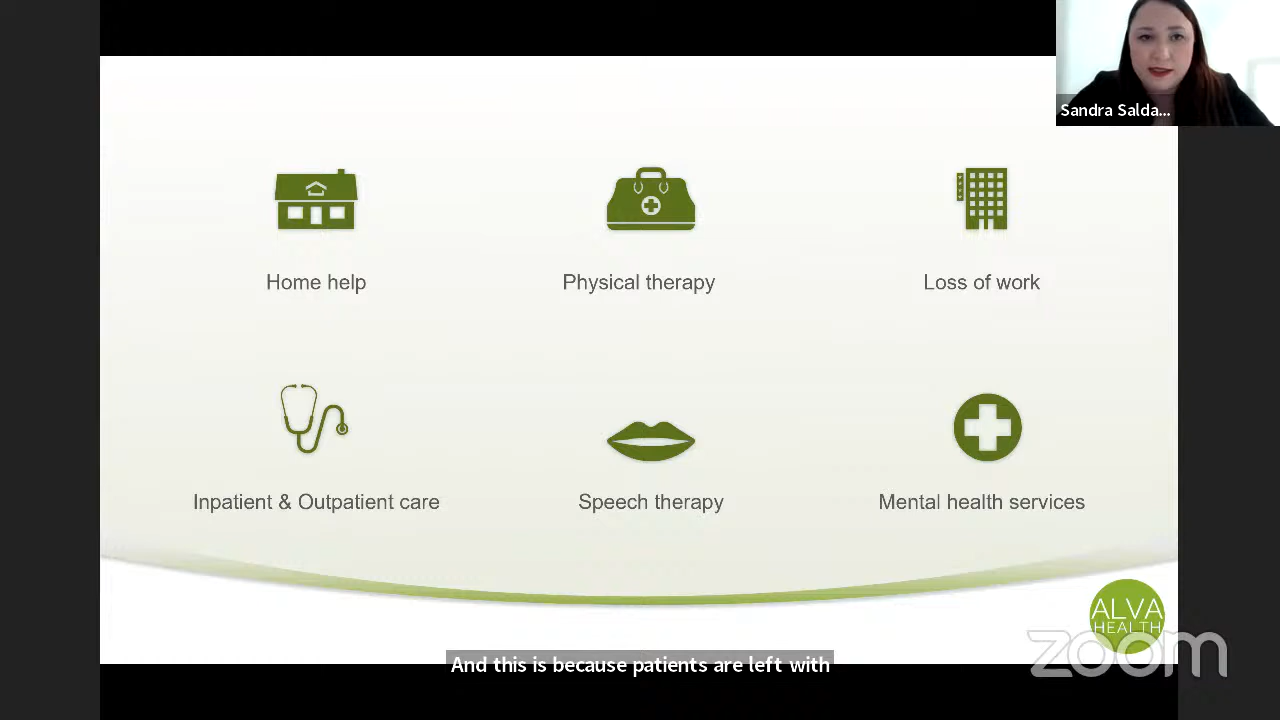 Sandra Salda...
Home help
Physical therapy
Loss of work
Inpatient & Outpatient care
Speech therapy
Mental health services
ALVA
HEALTH
zoom
And this is because patients are left with